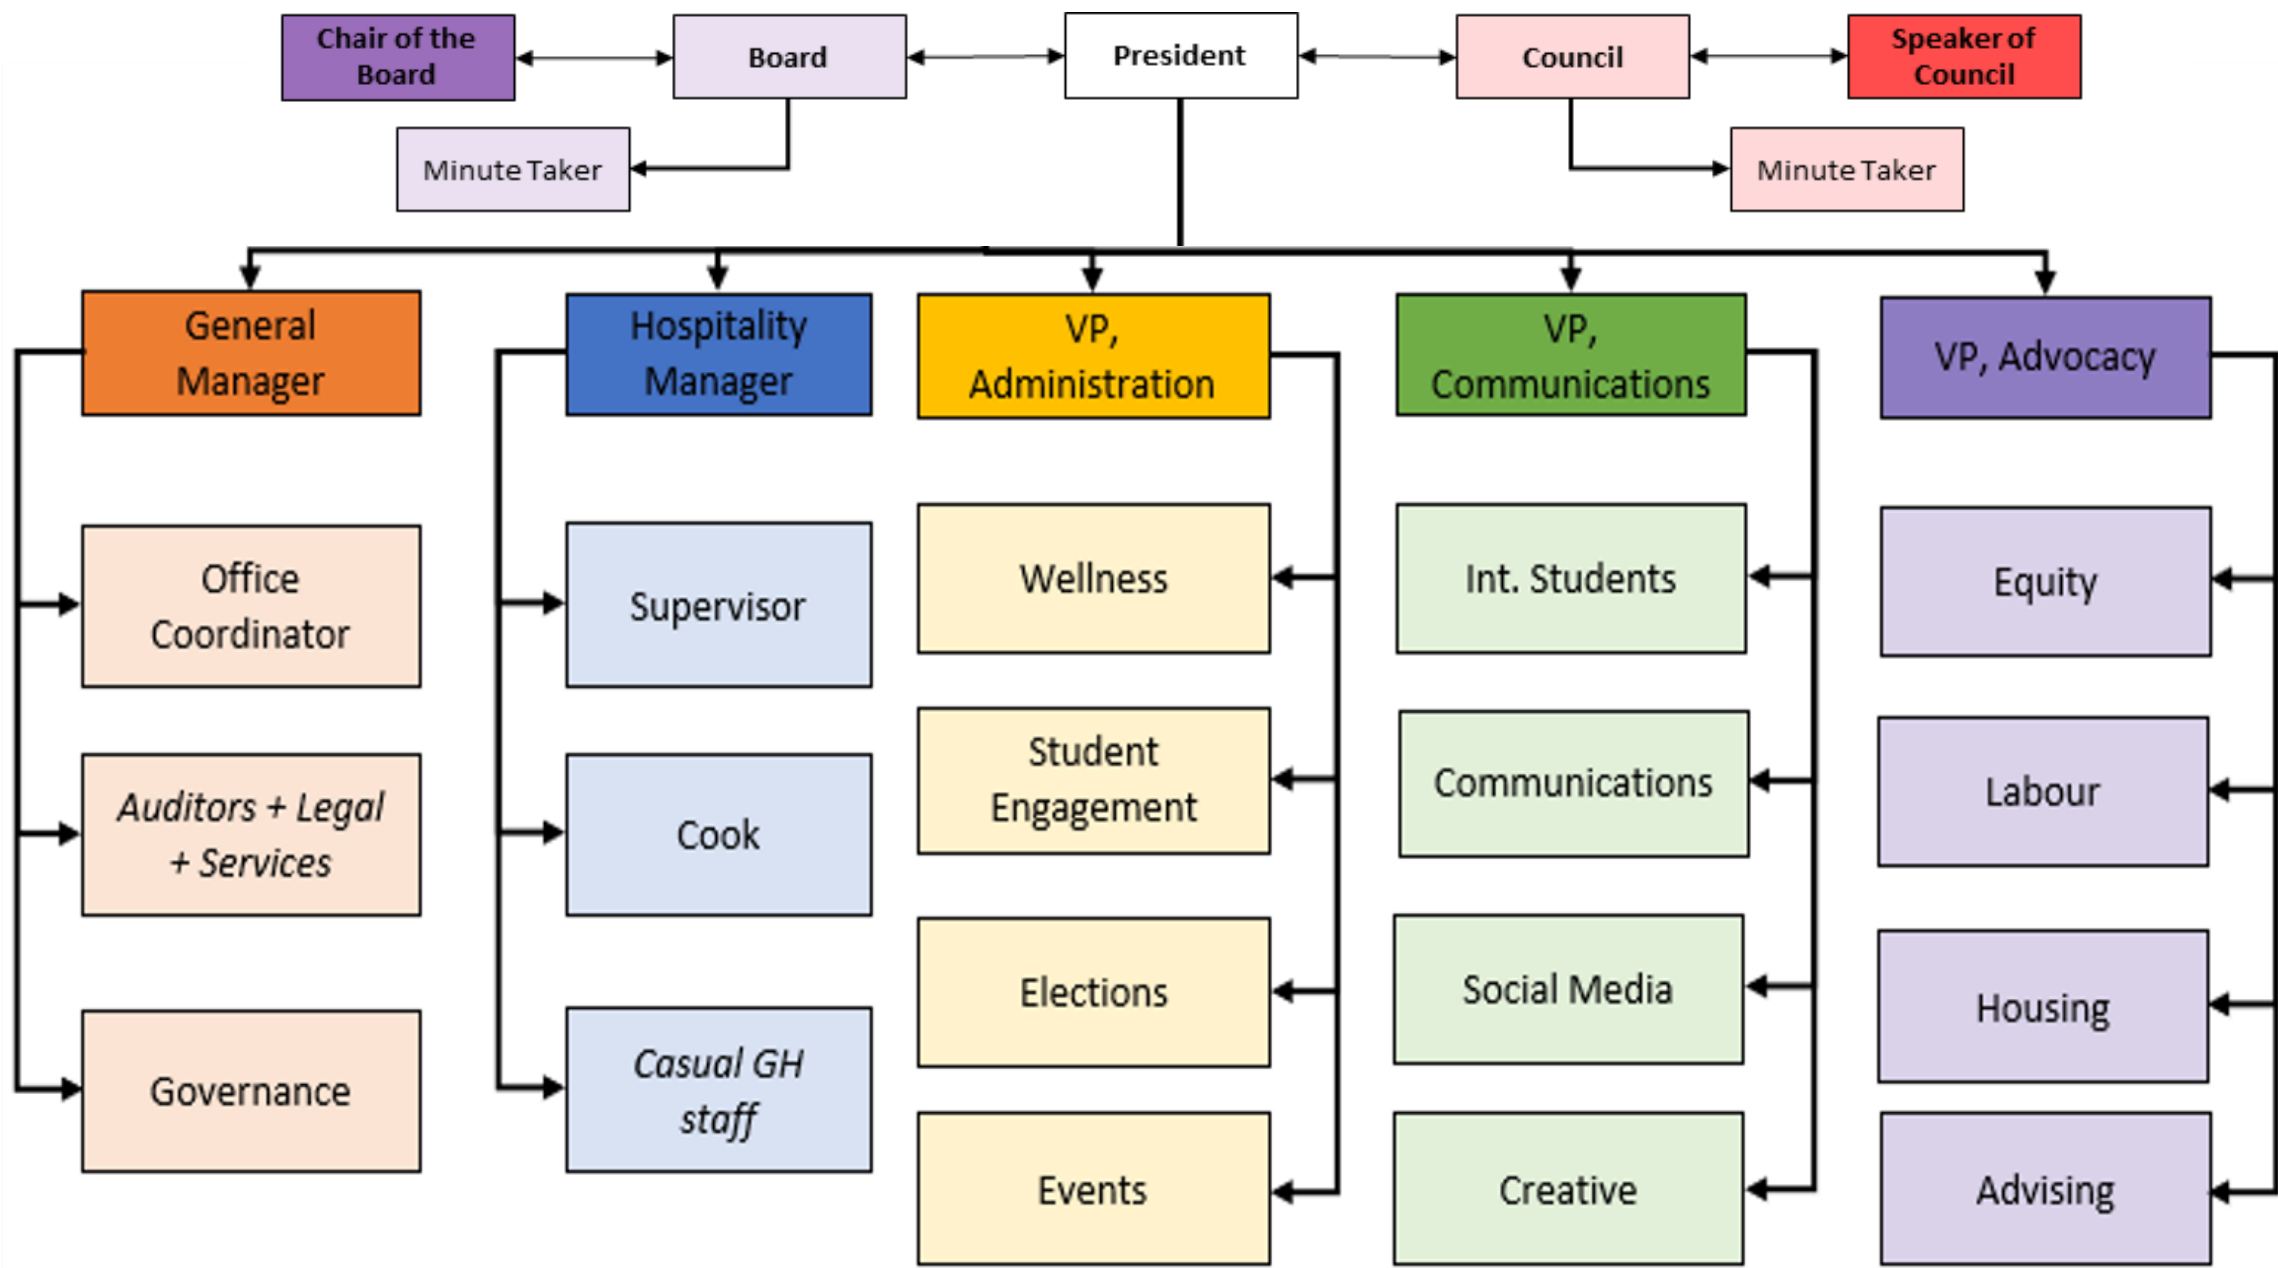 Chair of the
Board
Board
President
Council
Speaker of
Council
Minute Taker
Minute Taker
General
Manager
Hospitality
Manager
VP,
Administration
VP,
Communications
VP, Advocacy
Office
Coordinator
Supervisor
Wellness
Int. Students
Equity
Auditors + Legal
+ Services
Cook
Student
Engagement
Communications
Labour
Governance
Casual GH
staff
Elections
Social Media
Housing
Events
Creative
Advising